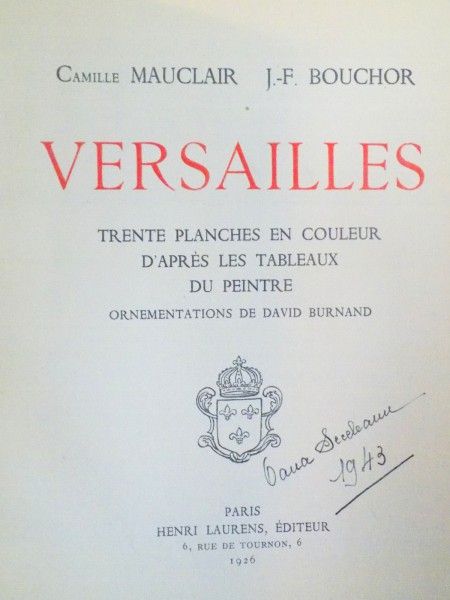 CAMILLE MAUCLAIR J.-F. BOUCHOR
VERSAILLES
TRENTE PLANCHES EN COULEUR
D'APRÈS LES TABLEAUX
DU PEINTRE
ORNEMENTATIONS DE DAVID BURNAND
1943
PARIS
HENRI LAURENS, ÉDITEUR
6, RUE DE TOURNON, 6
1926